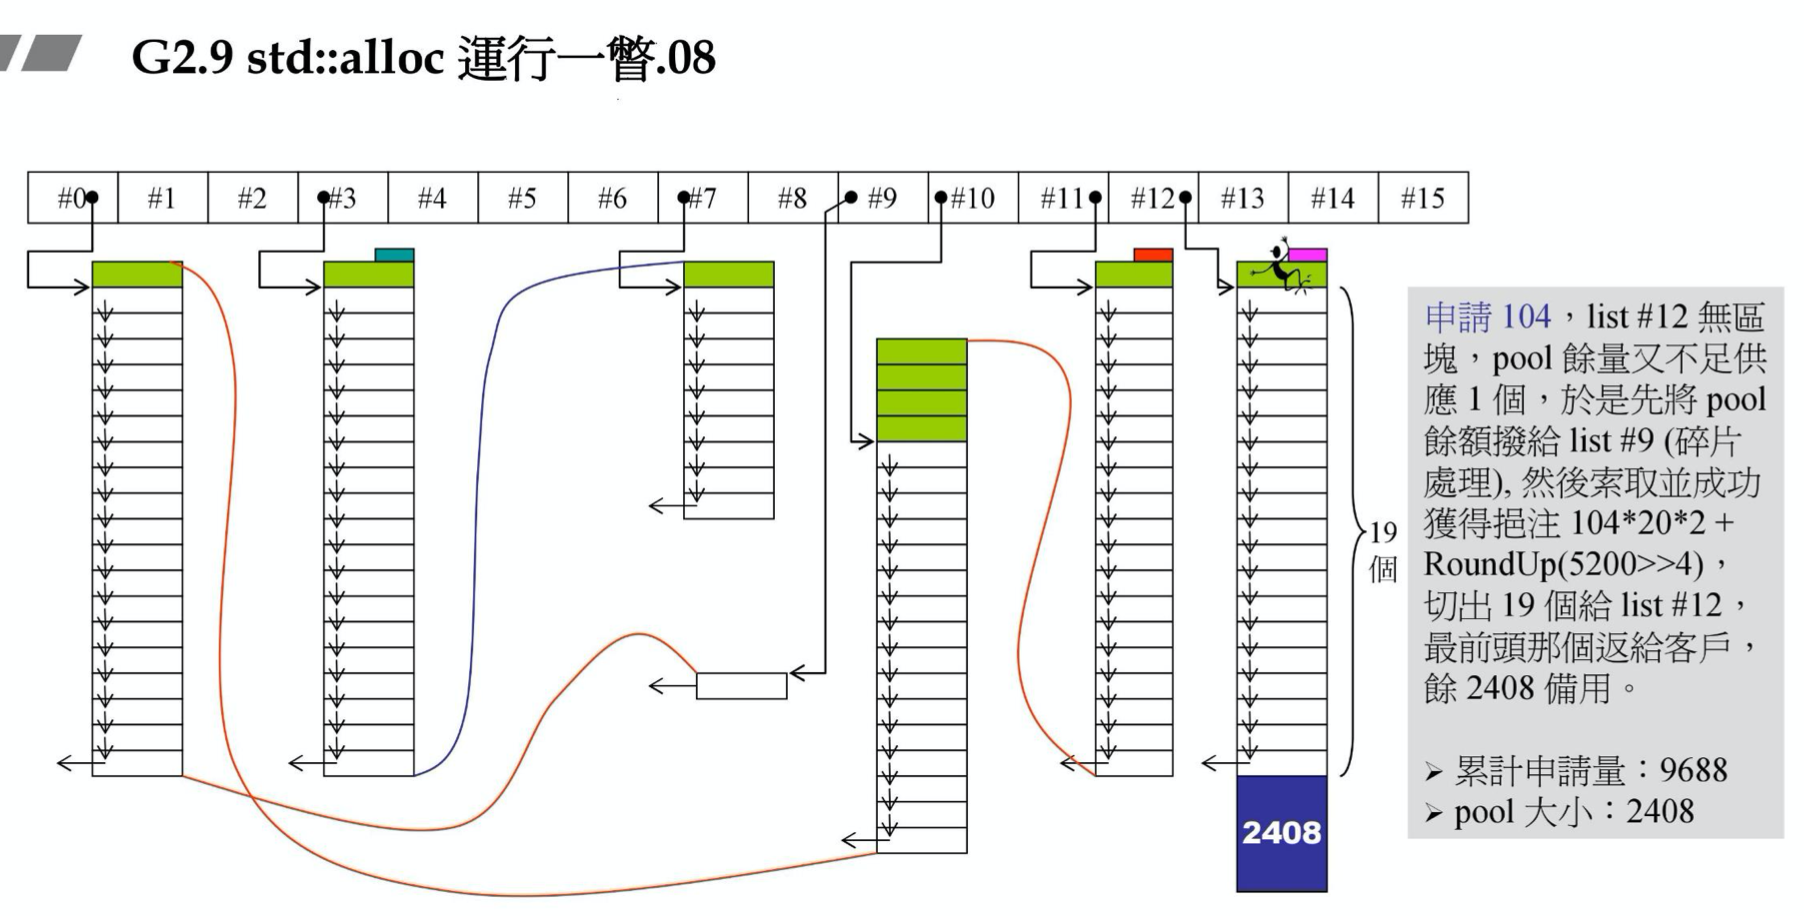 G2.9 std::alloc 運行一瞥.08
#0 #1 #2 #3 #4 #5 #6 #7 #8 #9 #10 #11 #12 #13 #14 #15
申請 104，list #12 無區
塊，pool 餘量又不足供
應 1 個，於是先將 pool
餘額撥給 list #9 (碎片
處理), 然後索取並成功
獲得挹注 104*20*2 +
RoundUp(5200>>4)，
切出 19 個給 list #12，
最前頭那個返給客戶，
餘 2408 備用。
➢ 累計申請量：9688
➢ pool 大小：2408
19
個
2408